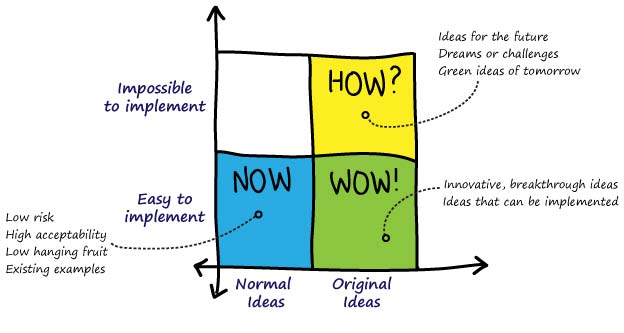 Ideas for the future
Dreams or challenges
Green ideas of tomorrow
Impossible
to implement
HOW?
NOW
WOW!
Innovative, breakthrough ideas
Ideas that can be implemented
Easy to
implement
Low risk
High acceptability
Low hanging fruit
Existing examples
Normal
Ideas
Original
Ideas